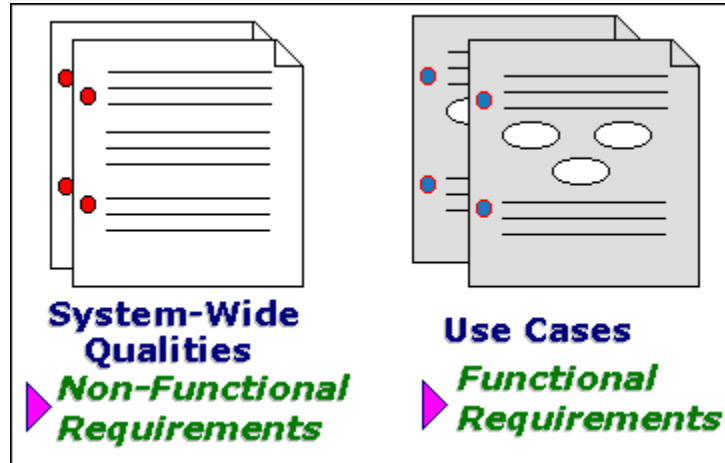 System-Wide
Qualities
Non-Functional
Requirements
Use Cases
Functional
Requirements